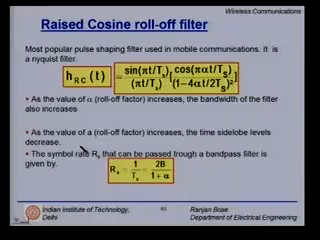 Wireless Communications
Raised Cosine roll-off filter
Most popular pulse shaping filter used in mobile communications. It is
a nyquist filter.
h_RC (t) = sin(πt/T_s)/(πt/T_s) [cos(παt/T_s)/(1-4αt/2T_s)²]
• As the value of α (roll-off factor) increases, the bandwidth of the filter
also increases
• As the value of a (roll-off factor) increases, the time sidelobe levels
decrease.
• The symbol rate R_s that can be passed trough a bandpass filter is
given by.
R_s = 1/T_s = 2B/(1 + α)
Indian Institute of Technology,
Delhi
Ranjan Bose
Department of Electrical Engineering